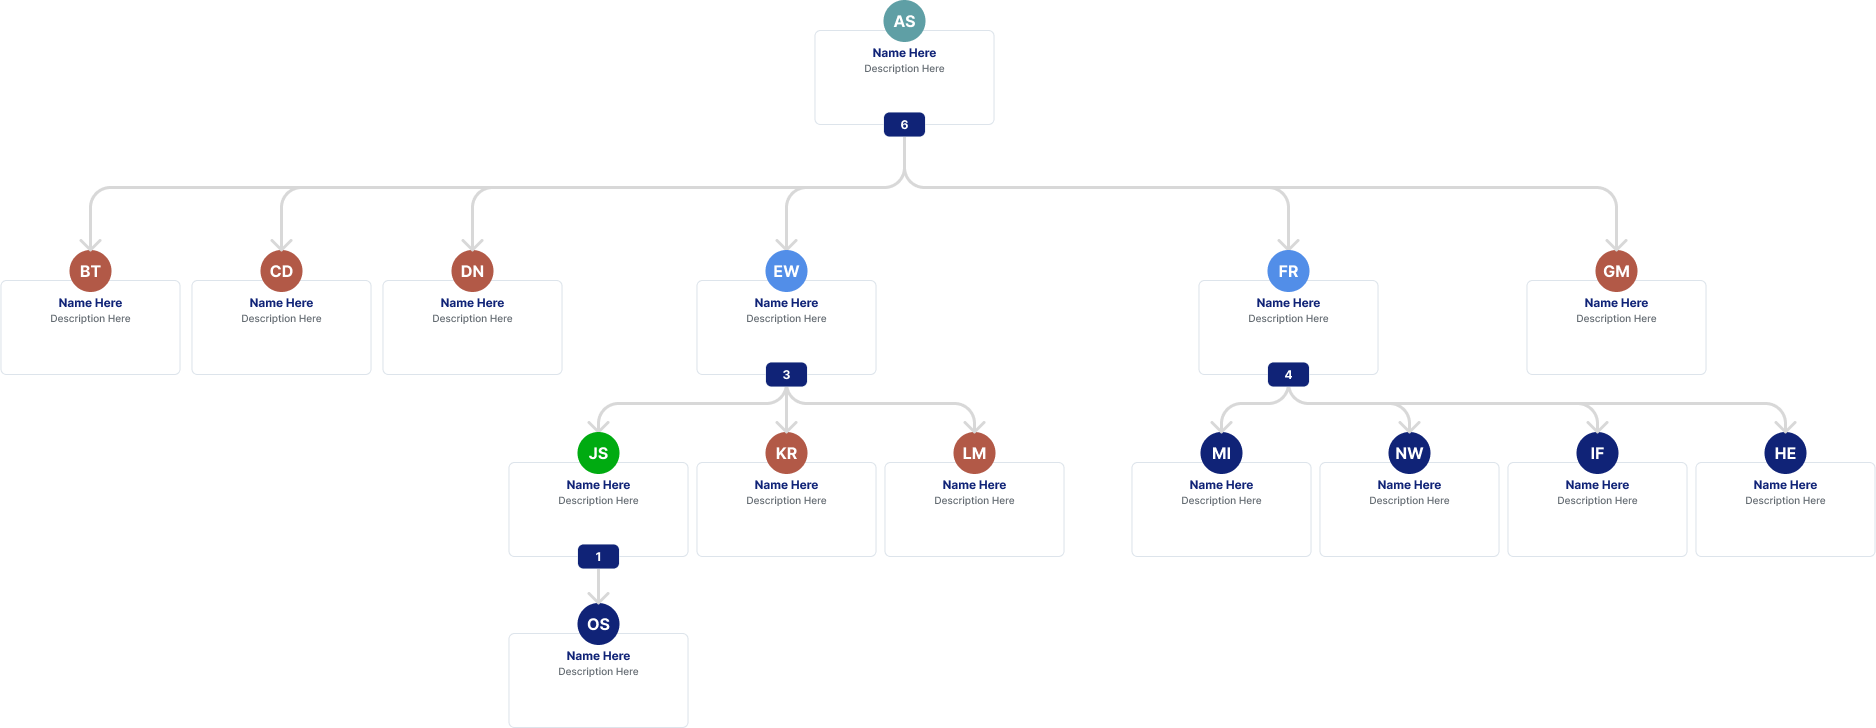 AS
Name Here
Description Here
6
BT
Name Here
Description Here
CD
Name Here
Description Here
DN
Name Here
Description Here
EW
Name Here
Description Here
3
FR
Name Here
Description Here
4
GM
Name Here
Description Here
JS
Name Here
Description Here
1
KR
Name Here
Description Here
LM
Name Here
Description Here
MI
Name Here
Description Here
NW
Name Here
Description Here
IF
Name Here
Description Here
HE
Name Here
Description Here
OS
Name Here
Description Here